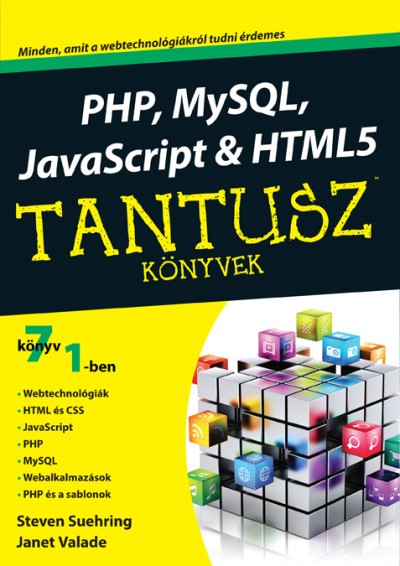 Minden, amit a webtechnológiákról tudni érdemes
PHP, MySQL,
JavaScript & HTML5
TANTUSZ™
KÖNYVEK
7 könyv
1-ben
• Webtechnológiák
• HTML és CSS
• JavaScript
• PHP
• MySQL
• Webalkalmazások
• PHP és a sablonok
Steven Suehring
Janet Valade